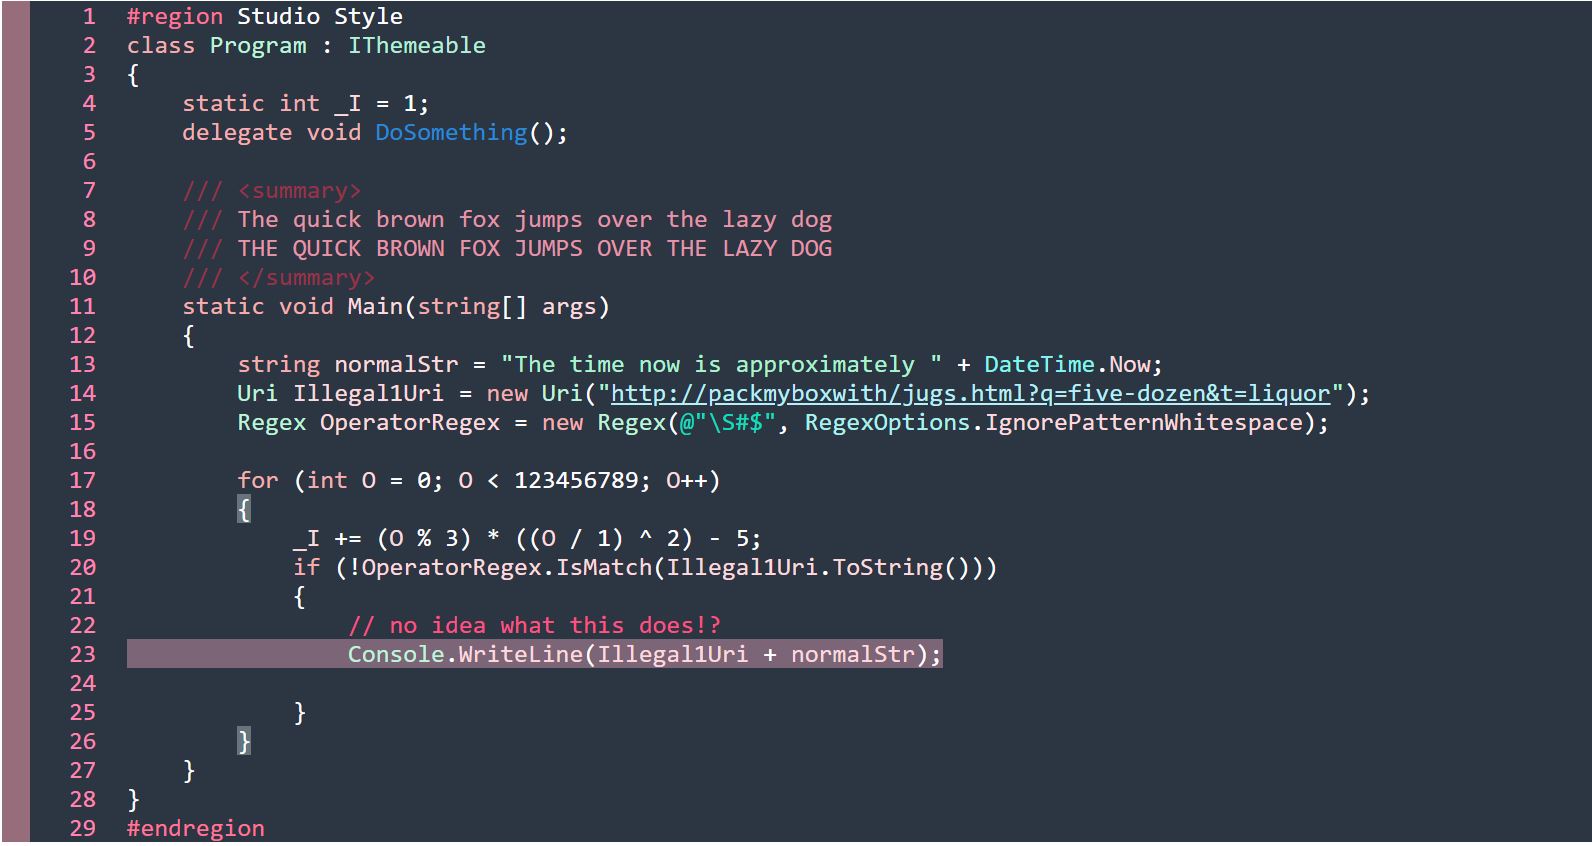 1 #region Studio Style
2 class Program : IThemeable
3 {
4     static int _I = 1;
5     delegate void DoSomething();
6
7     /// <summary>
8     /// The quick brown fox jumps over the lazy dog
9     /// THE QUICK BROWN FOX JUMPS OVER THE LAZY DOG
10     /// </summary>
11     static void Main(string[] args)
12     {
13         string normalStr = "The time now is approximately " + DateTime.Now;
14         Uri Illegal1Uri = new Uri("http://packmyboxwith/jugs.html?q=five-dozen&t=liquor");
15         Regex OperatorRegex = new Regex(@"\S#$", RegexOptions.IgnorePatternWhitespace);
16
17         for (int O = 0; O < 123456789; O++)
18         {
19             _I += (O % 3) * ((O / 1) ^ 2) - 5;
20             if (!OperatorRegex.IsMatch(Illegal1Uri.ToString()))
21             {
22                 // no idea what this does!?
23                 Console.WriteLine(Illegal1Uri + normalStr);
24
25             }
26         }
27     }
28 }
29 #endregion